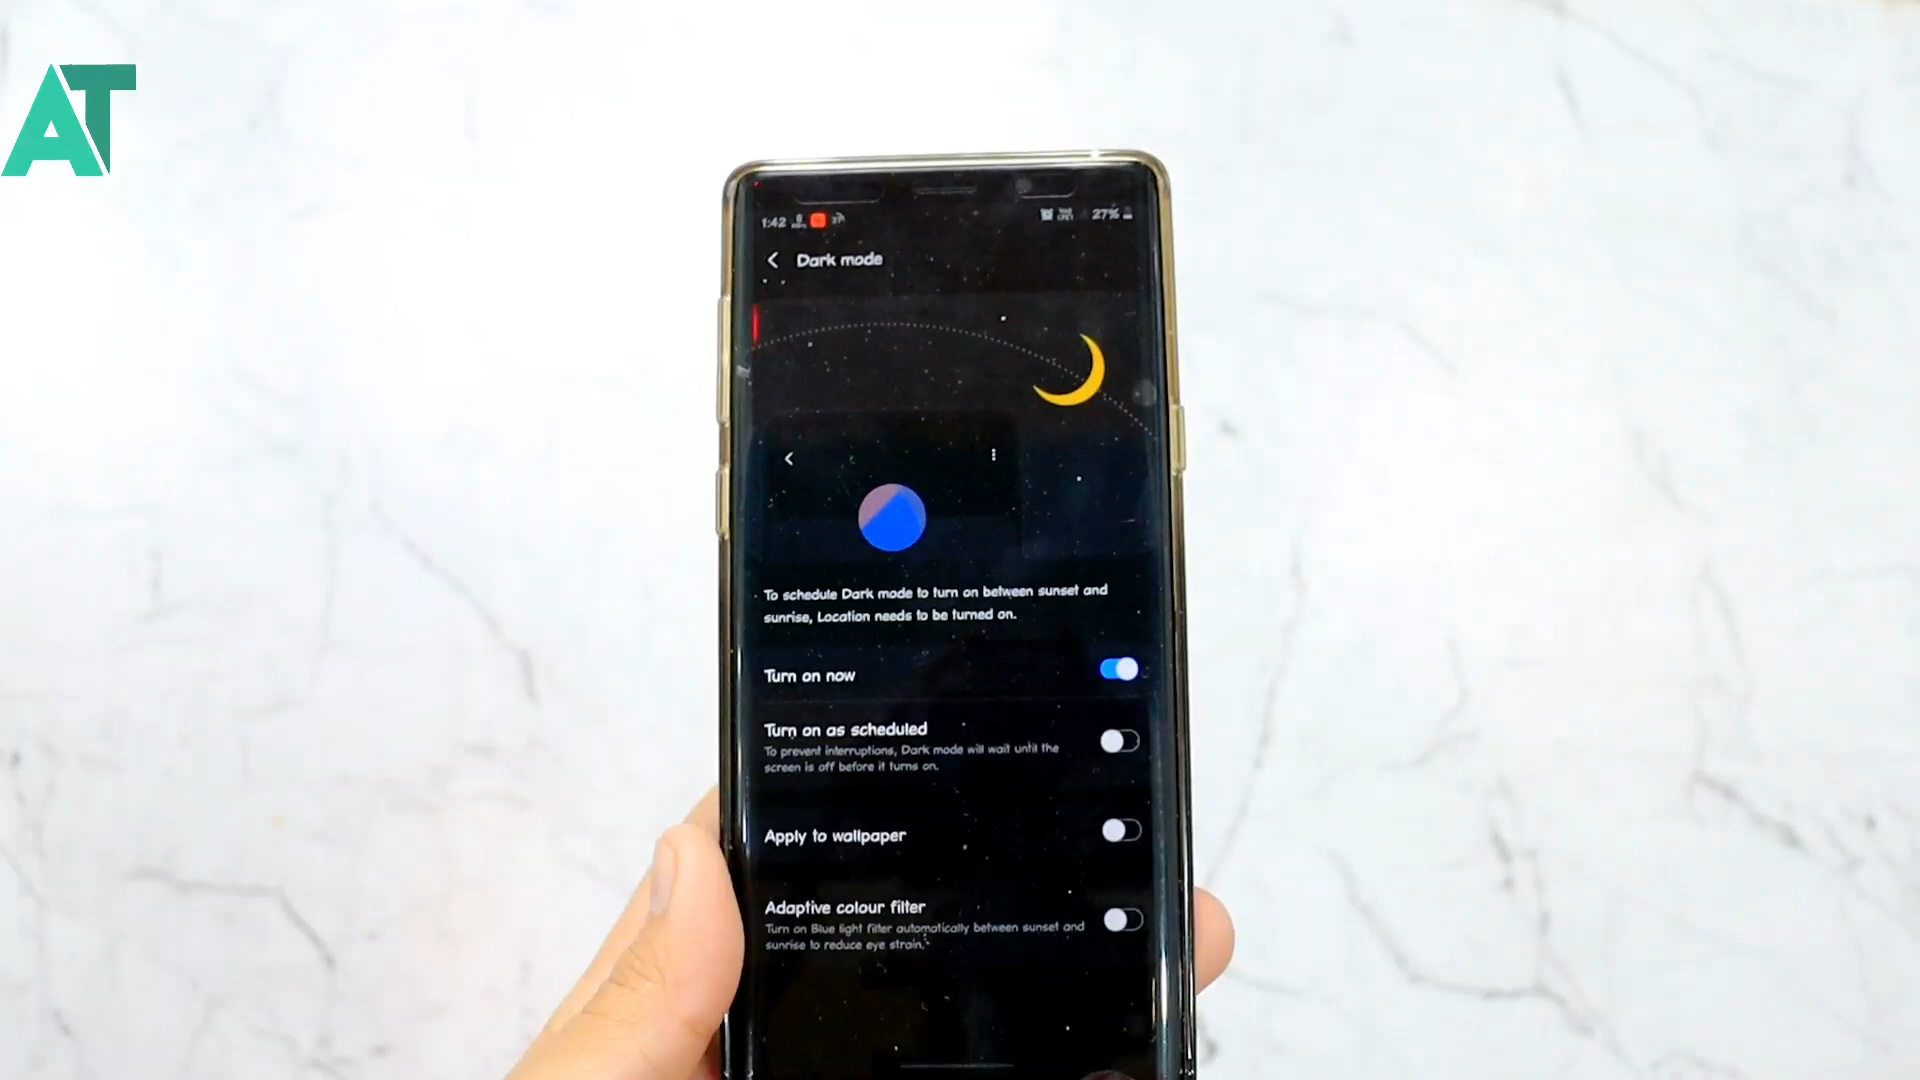 AT
1:42
27%
Dark mode
To schedule Dark mode to turn on between sunset and
sunrise, Location needs to be turned on.
Turn on now
Turn on as scheduled
To prevent interruptions, Dark mode will wait until the
screen is off before it turns on.
Apply to wallpaper
Adaptive colour filter
Turn on Blue light filter automatically between sunset and
sunrise to reduce eye strain.